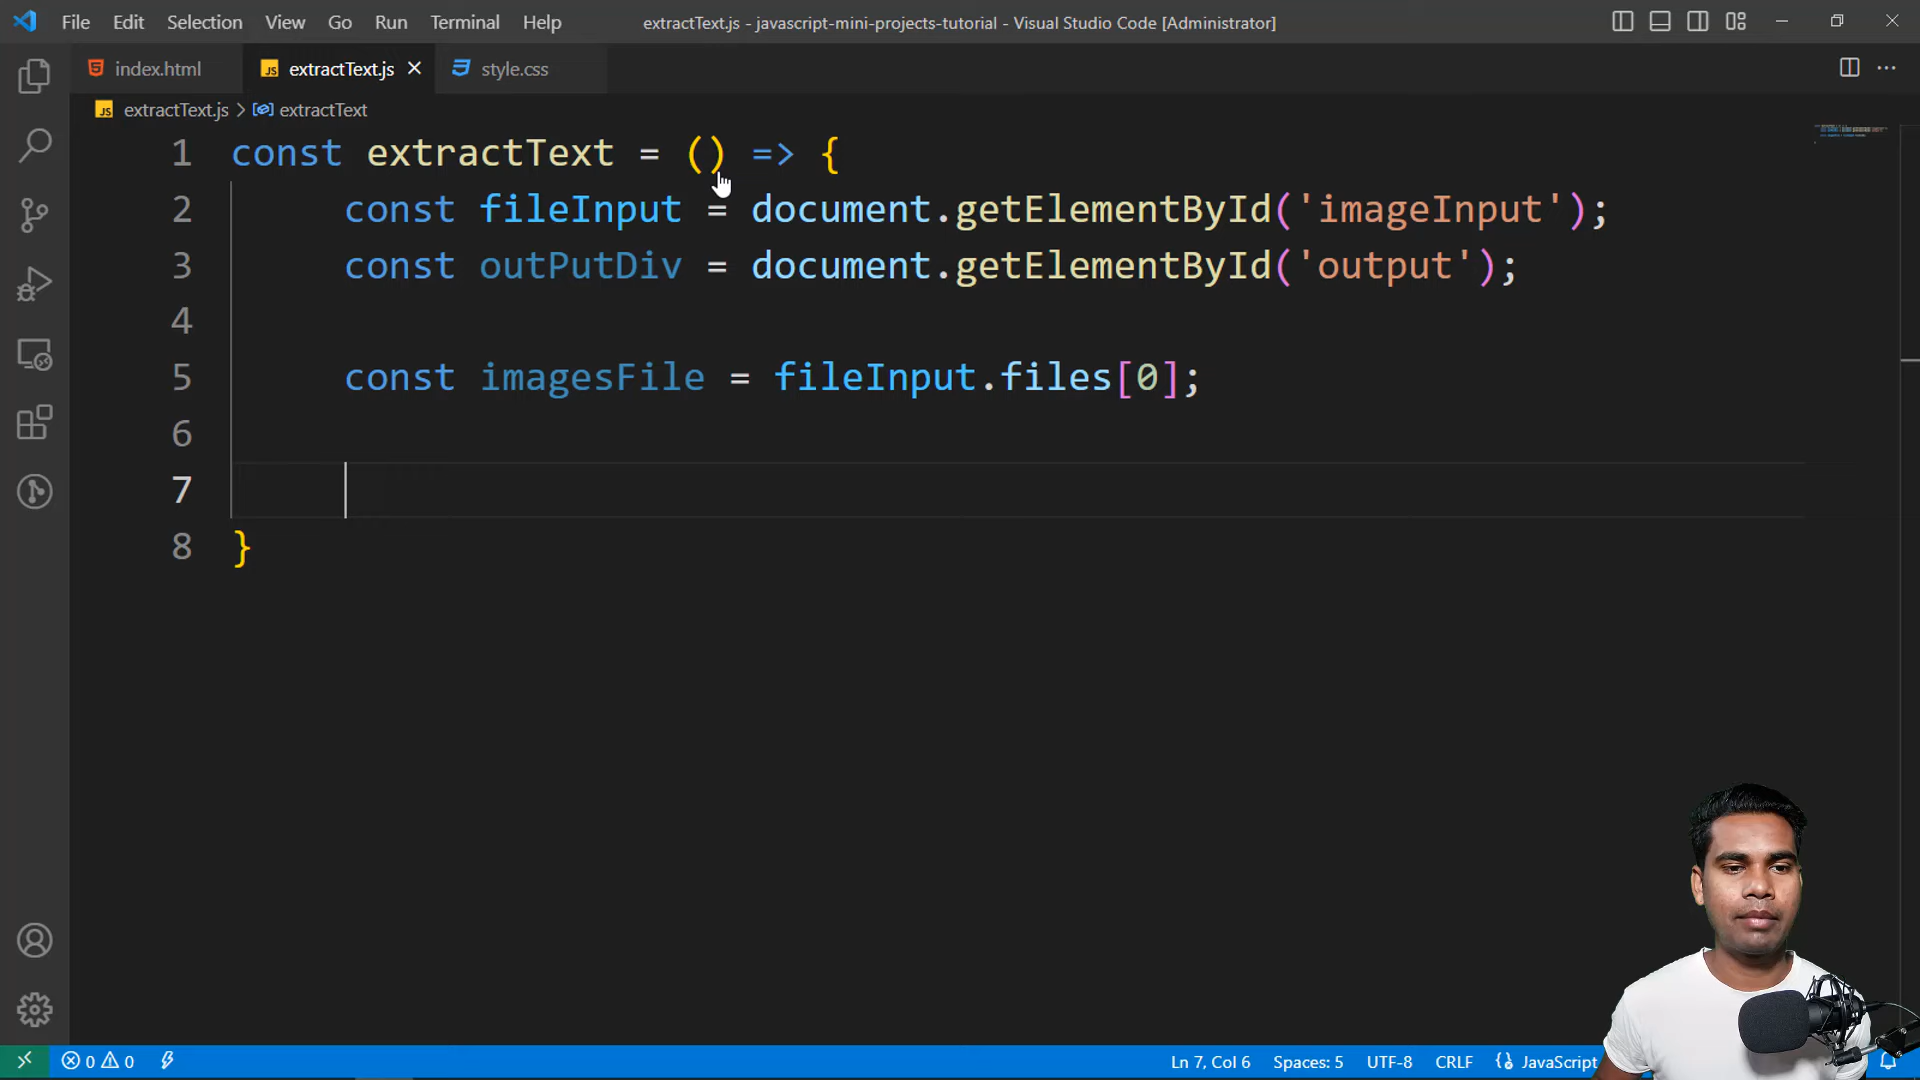 File Edit Selection View Go Run Terminal Help extractText.js - javascript-mini-projects-tutorial - Visual Studio Code [Administrator]
index.html JS extractText.js style.css
JS extractText.js > extractText
1 const extractText = () => {
2 const fileInput = document.getElementById('imageInput');
3 const outPutDiv = document.getElementById('output');
4
5 const imagesFile = fileInput.files[0];
6
7
8 }
0 0 Ln 7, Col 6 Spaces: 5 UTF-8 CRLF JavaScript